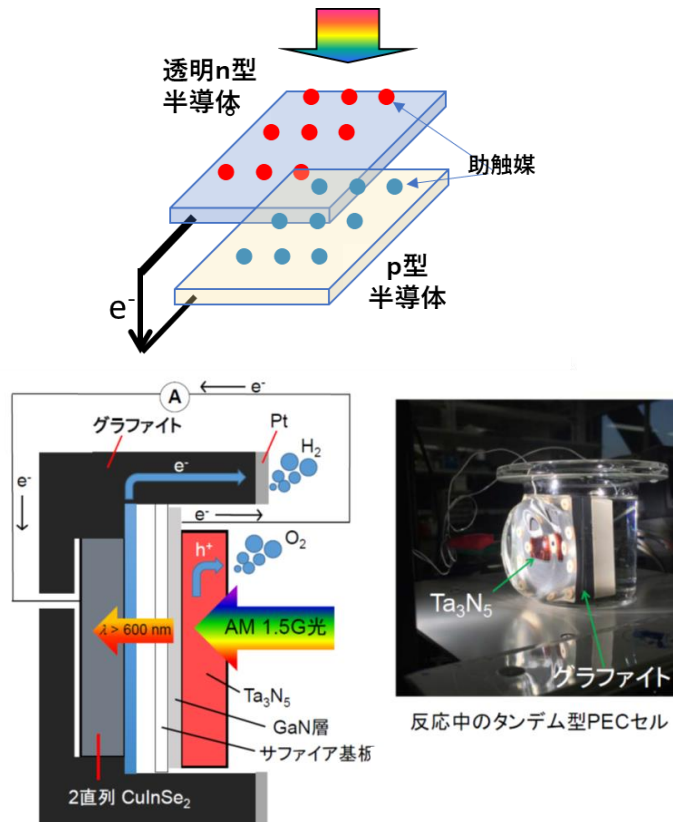 透明n型
半導体。
助触媒
p型
半導体
e-
A
e-
グラファイト
Pt
H2
e-
e-
e-
O2
h+
λ > 600 nm
AM 1.5G光
Ta3N5
GaN層
サファイア基板
2直列 CuInSe2
Ta3N5
グラファイト
反応中のタンデム型PECセル